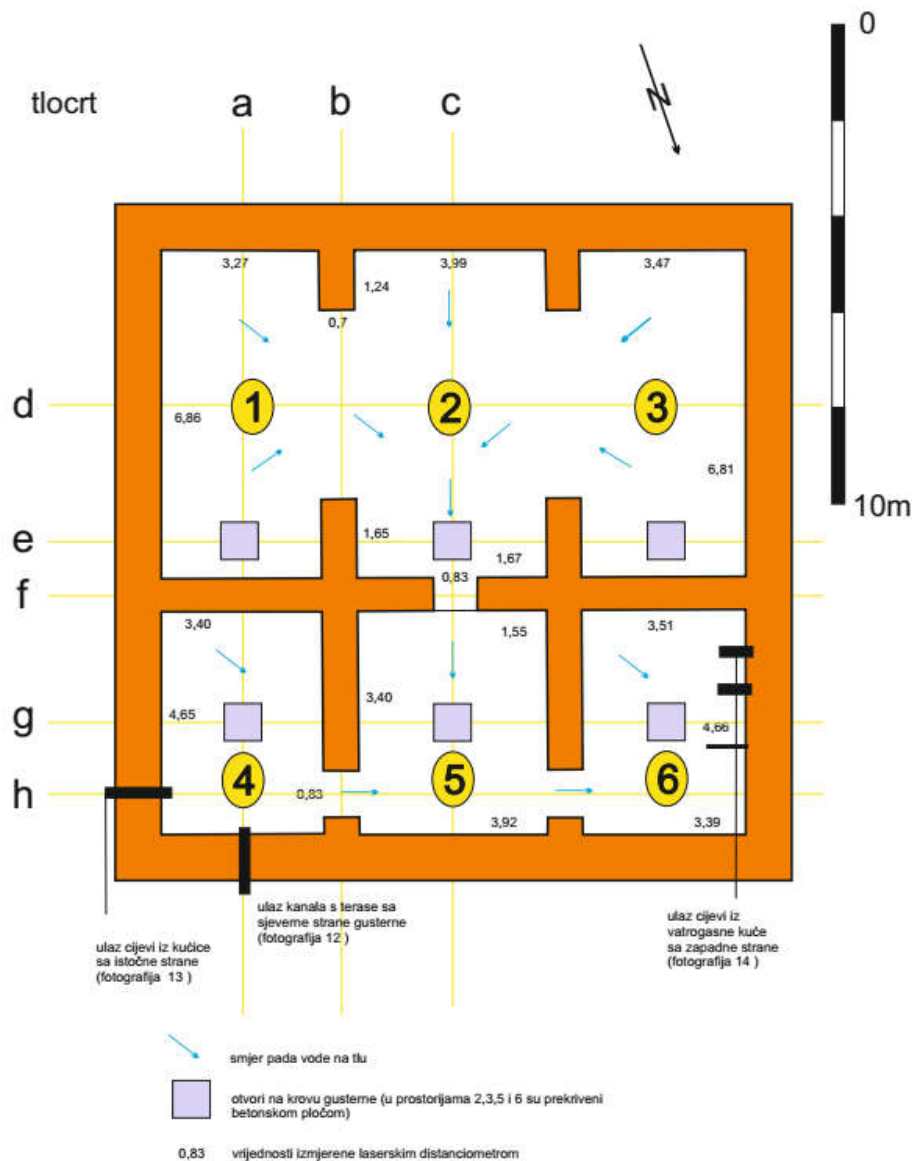 0
tlocrt
a
b
c
N
3,27
3,99
3,47
1,24
0,7
d
1
2
3
6,86
6,81
10m
e
1,65
1,67
f
0,83
3,40
1,55
3,51
3,40
g
4,65
4,66
h
4
5
6
0,83
3,92
3,39
ulaz kanala s terase sa
sjeverne strane gusterne
(fotografija 12 )
ulaz cijevi iz kućice
sa istočne strane
(fotografija 13 )
ulaz cijevi iz
vatrogasne kuće
sa zapadne strane
(fotografija 14 )
smjer pada vode na tlu
otvori na krovu gusterne (u prostorijama 2,3,5 i 6 su prekriveni
betonskom pločom)
0,83 vrijednosti izmjerene laserskim distanciometrom